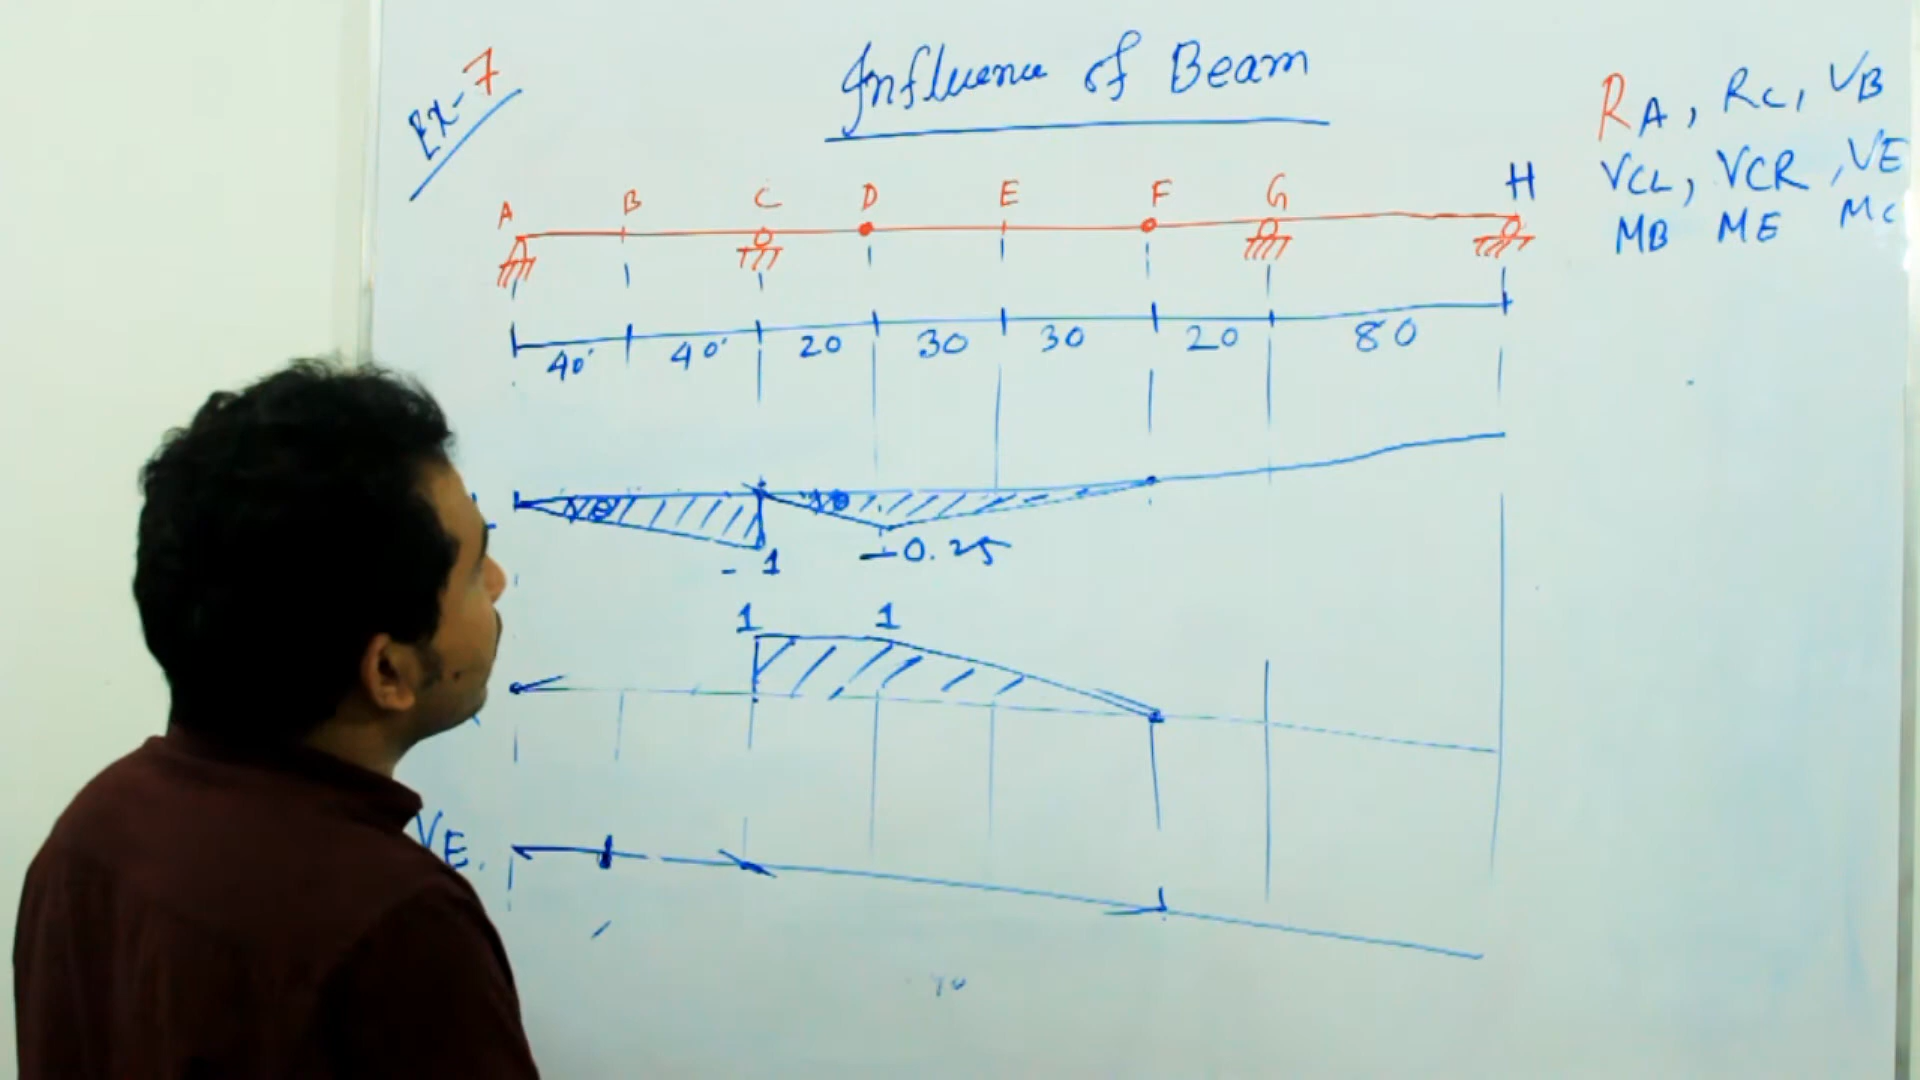 Ex-7
Influence of Beam
RA, RC, VB
VCL, VCR, VE
MB ME MC
A B C D E F G H
40' 40' 20 30 30 20 80
-1
-0.25
1 1
VE.